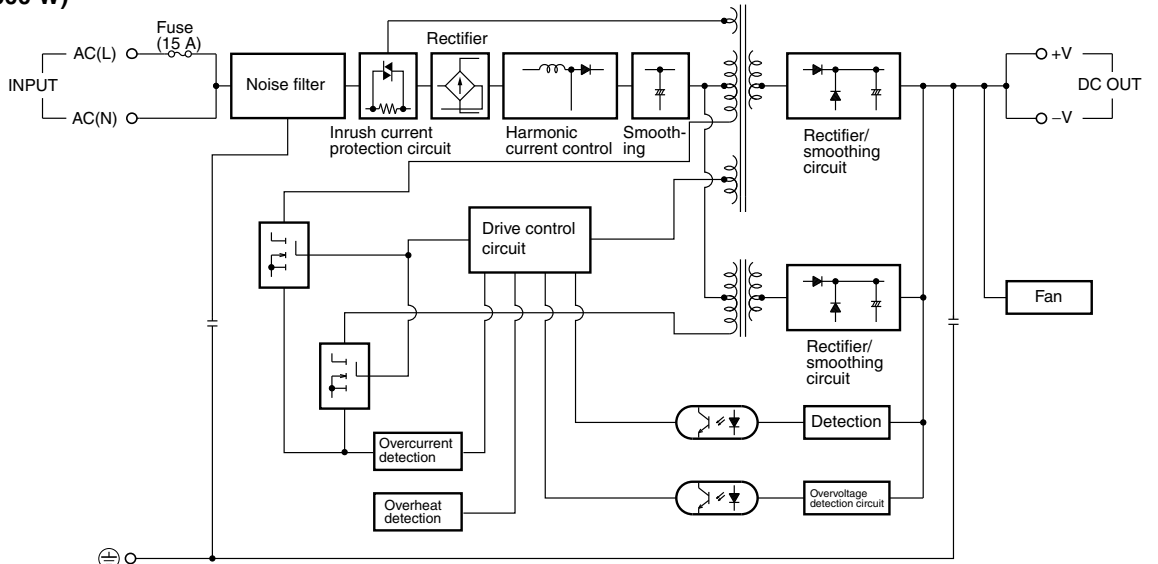 Fuse
(15 A)
AC(L)
INPUT
AC(N)
Noise filter
Inrush current
protection circuit
Rectifier
Harmonic
current control
Smooth-
ing
Rectifier/
smoothing
circuit
+V
DC OUT
–V
Drive control
circuit
Fan
Rectifier/
smoothing
circuit
Detection
Overcurrent
detection
Overvoltage
detection circuit
Overheat
detection